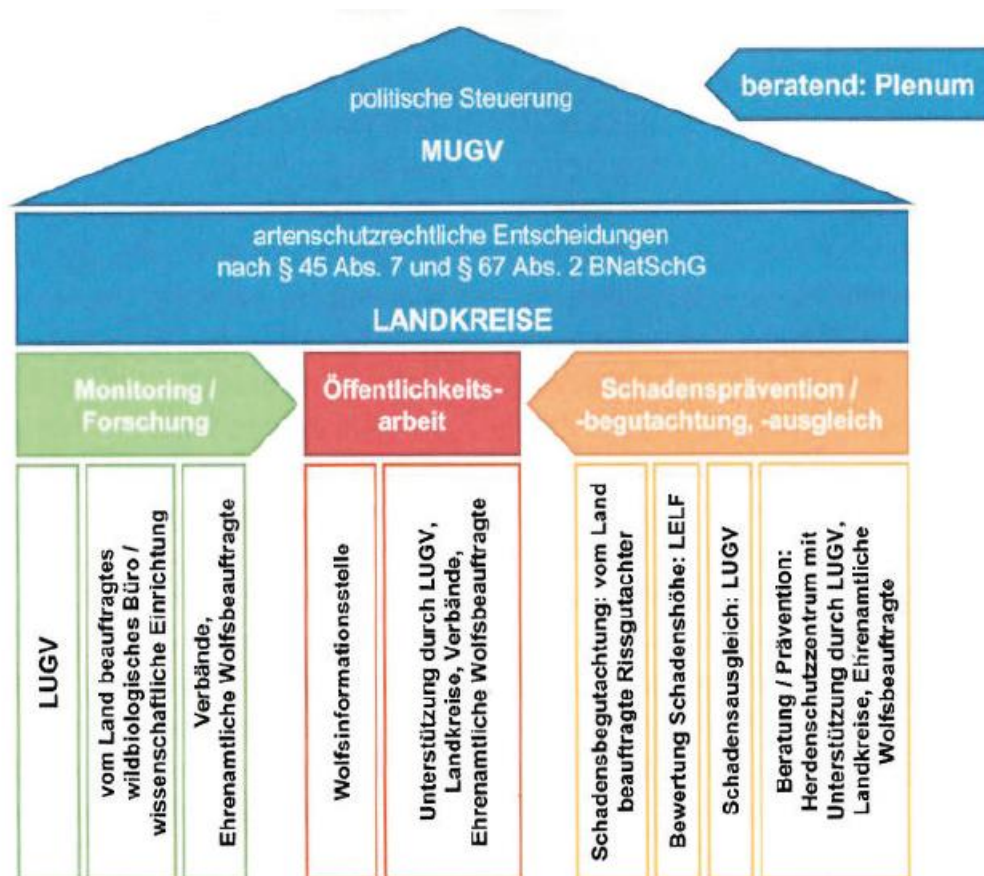 politische Steuerung
MUGV
beratend: Plenum
artenschutzrechtliche Entscheidungen
nach § 45 Abs. 7 und § 67 Abs. 2 BNatSchG
LANDKREISE
Monitoring /
Forschung
Öffentlichkeits-
arbeit
Schadensprävention /
-begutachtung, -ausgleich
LUGV
vom Land beauftragtes
wildbiologisches Büro /
wissenschaftliche Einrichtung
Verbände,
Ehrenamtliche Wolfsbeauftragte
Wolfsinformationsstelle
Unterstützung durch LUGV,
Landkreise, Verbände,
Ehrenamtliche Wolfsbeauftragte
Schadensbegutachtung: vom Land
beauftragte Rissgutachter
Bewertung Schadenshöhe: LELF
Schadensausgleich: LUGV
Beratung / Prävention:
Herdenschutzzentrum mit
Unterstützung durch LUGV,
Landkreise, Ehrenamtliche
Wolfsbeauftragte